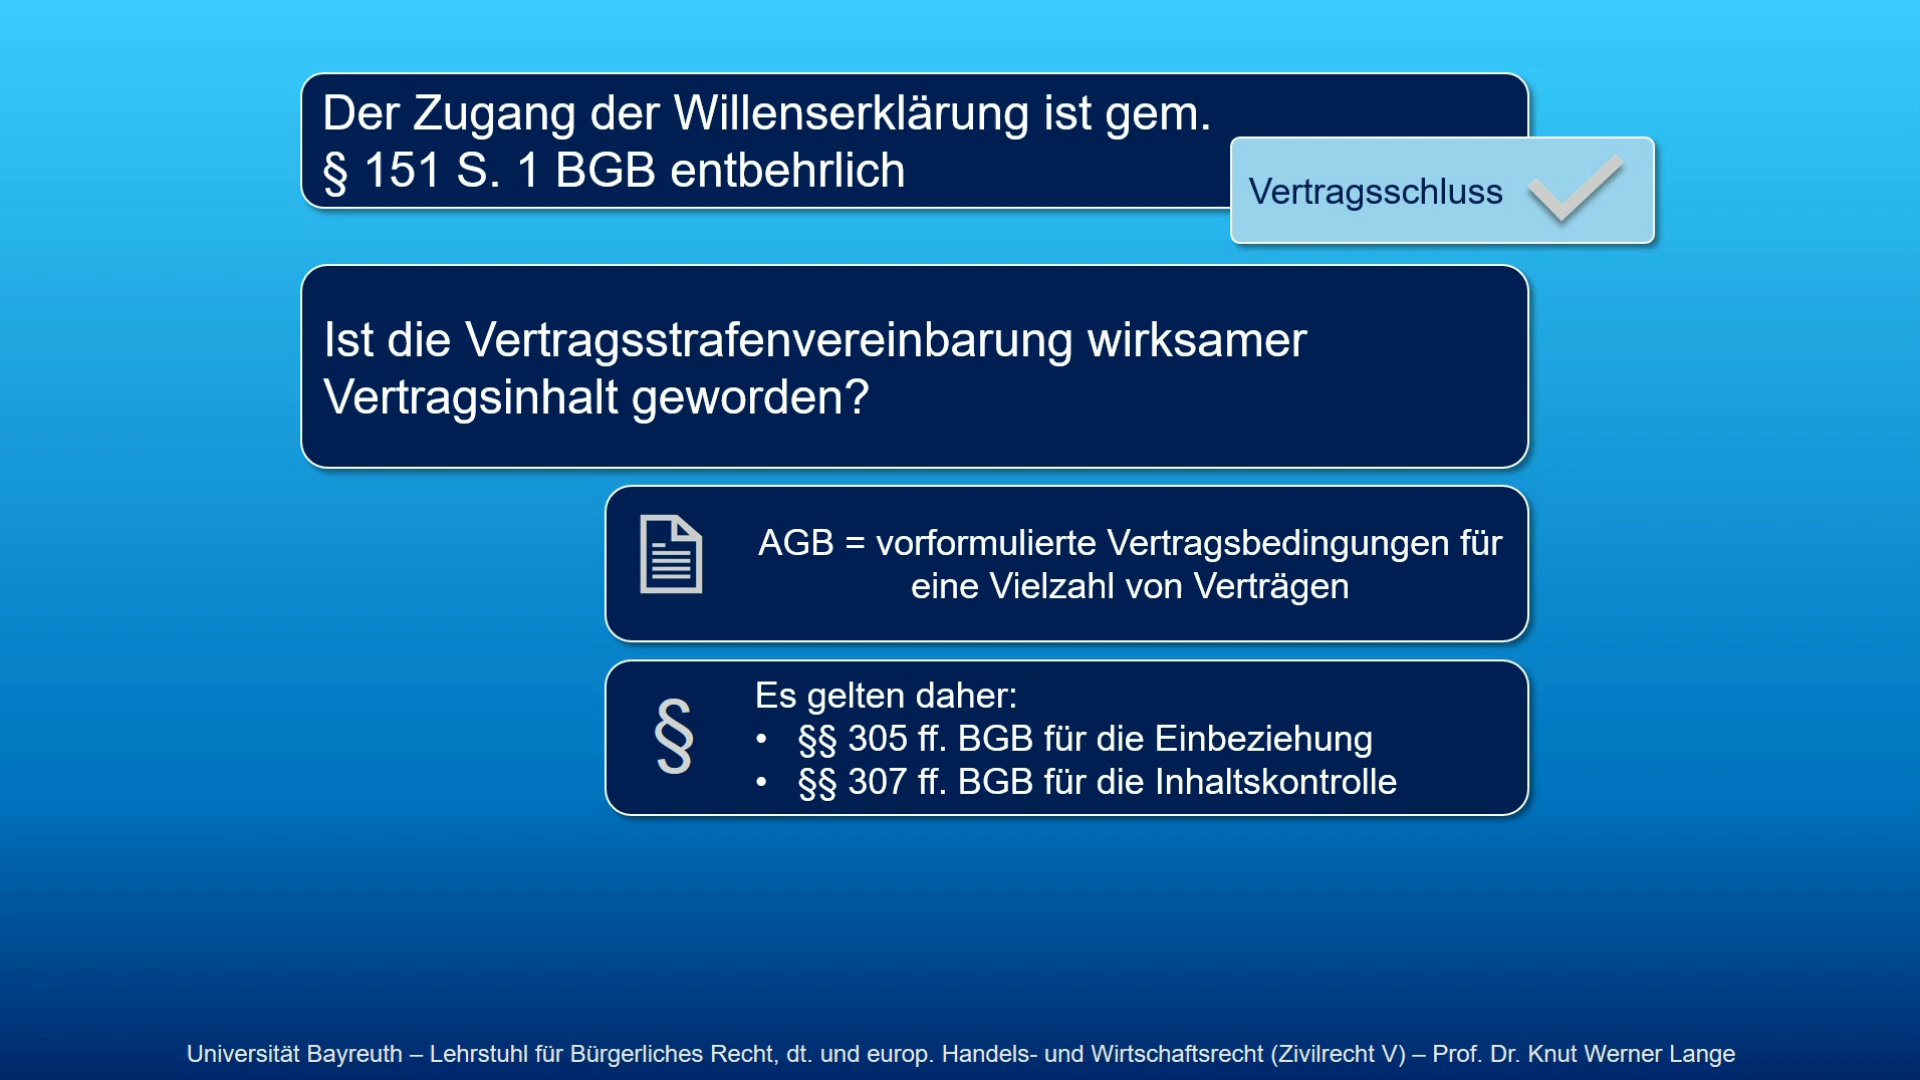 Der Zugang der Willenserklärung ist gem.
§ 151 S. 1 BGB entbehrlich
Vertragsschluss
Ist die Vertragsstrafenvereinbarung wirksamer
Vertragsinhalt geworden?
AGB = vorformulierte Vertragsbedingungen für
eine Vielzahl von Verträgen
§
Es gelten daher:
• §§ 305 ff. BGB für die Einbeziehung
• §§ 307 ff. BGB für die Inhaltskontrolle
Universität Bayreuth – Lehrstuhl für Bürgerliches Recht, dt. und europ. Handels- und Wirtschaftsrecht (Zivilrecht V) – Prof. Dr. Knut Werner Lange